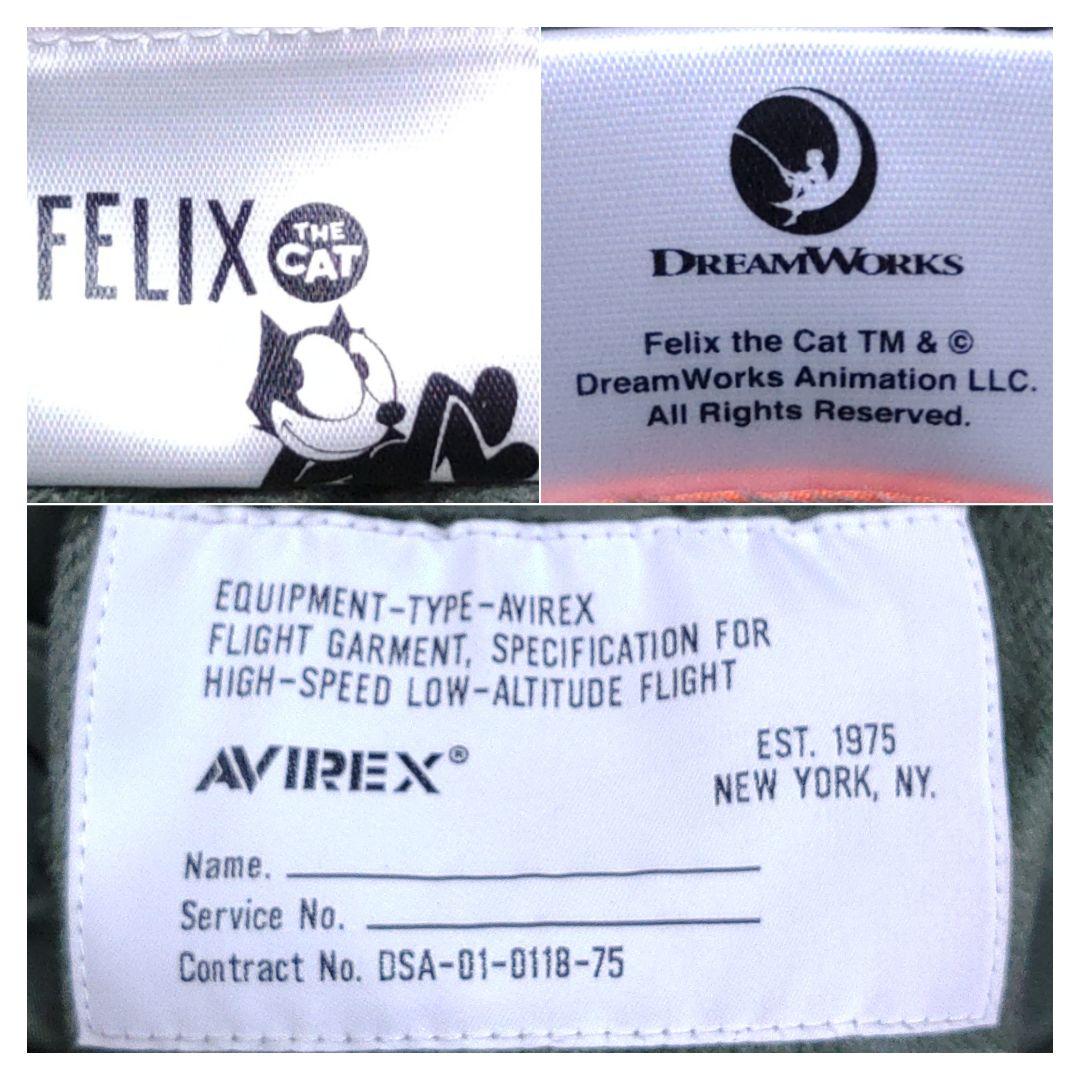 FELIX THE CAT
DREAMWORKS
Felix the Cat TM & ©
DreamWorks Animation LLC.
All Rights Reserved.
EQUIPMENT-TYPE-AVIREX
FLIGHT GARMENT, SPECIFICATION FOR
HIGH-SPEED LOW-ALTITUDE FLIGHT
AVIREX®
EST. 1975
NEW YORK, NY.
Name.
Service No.
Contract No. DSA-01-0118-75